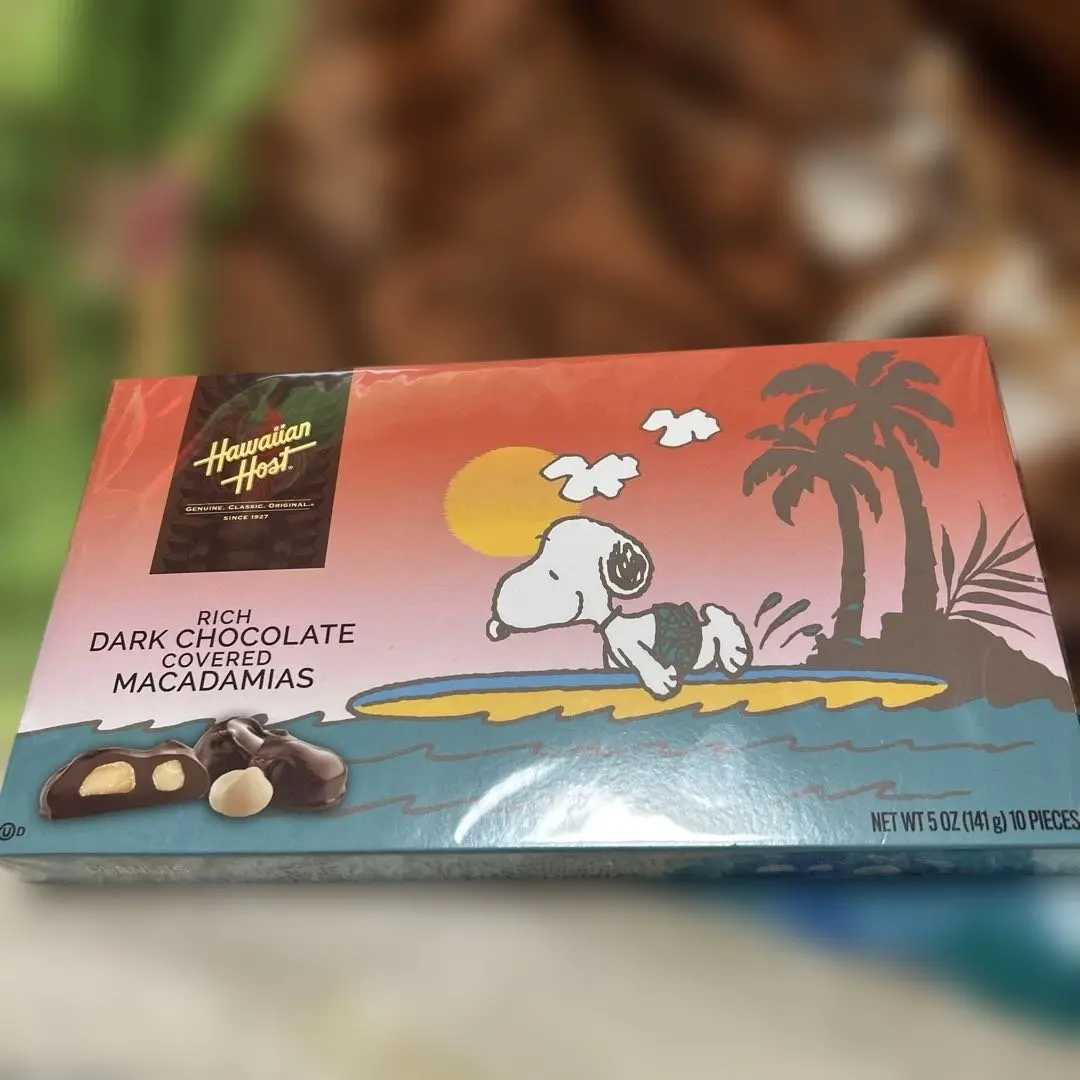 Hawaiian
Host®
GENUINE. CLASSIC. ORIGINAL.®
SINCE 1927
RICH
DARK CHOCOLATE
COVERED
MACADAMIAS
U D
NET WT 5 OZ (141 g) 10 PIECES
PEANUTS